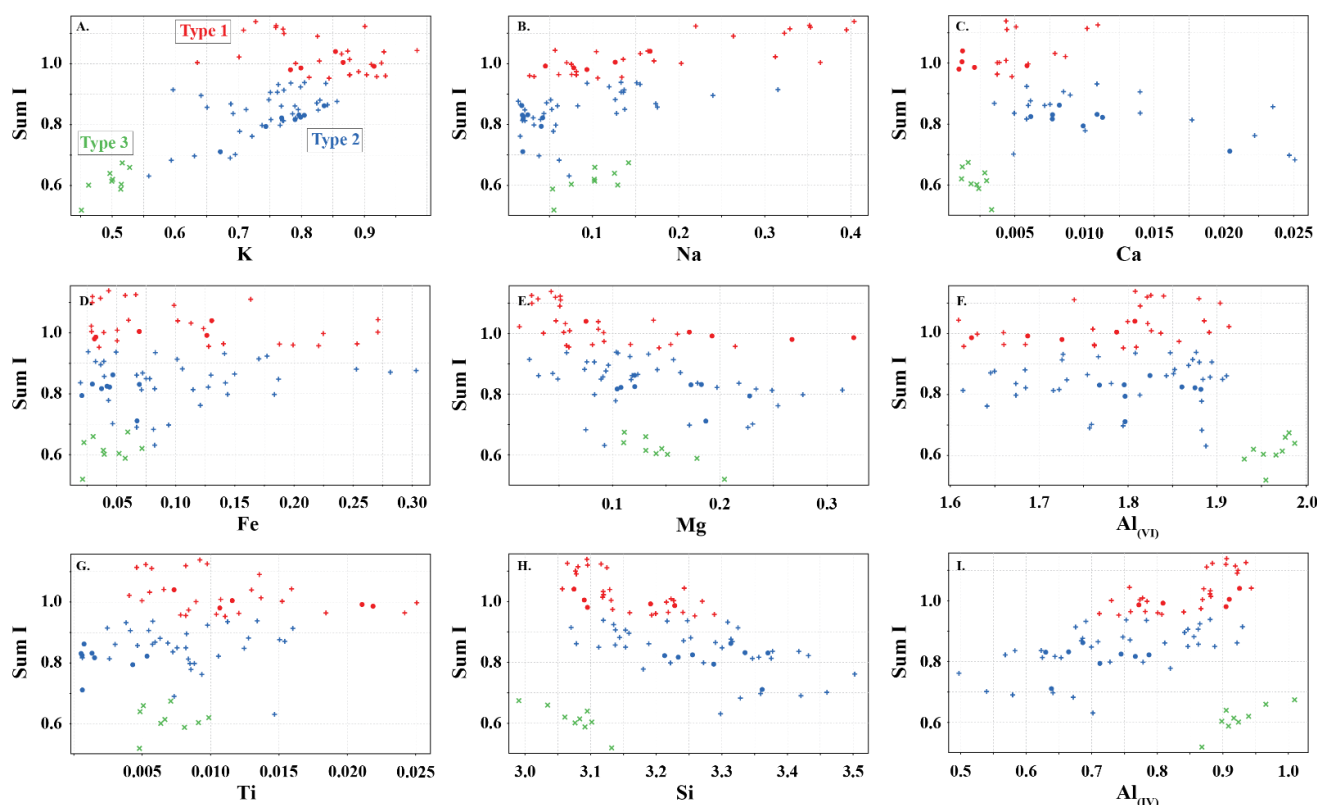 A.
Type 1
Type 2
Type 3
Sum I
1.0
0.8
0.6
0.5 0.6 0.7 0.8 0.9
K
B.
Sum I
1.0
0.8
0.6
0.1 0.2 0.3 0.4
Na
C.
Sum I
1.0
0.8
0.6
0.005 0.010 0.015 0.020 0.025
Ca
D.
Sum I
1.0
0.8
0.6
0.05 0.10 0.15 0.20 0.25 0.30
Fe
E.
Sum I
1.0
0.8
0.6
0.1 0.2 0.3
Mg
F.
Sum I
1.0
0.8
0.6
1.6 1.7 1.8 1.9 2.0
Al(VI)
G.
Sum I
1.0
0.8
0.6
0.005 0.010 0.015 0.020 0.025
Ti
H.
Sum I
1.0
0.8
0.6
3.0 3.1 3.2 3.3 3.4 3.5
Si
I.
Sum I
1.0
0.8
0.6
0.5 0.6 0.7 0.8 0.9 1.0
Al(IV)